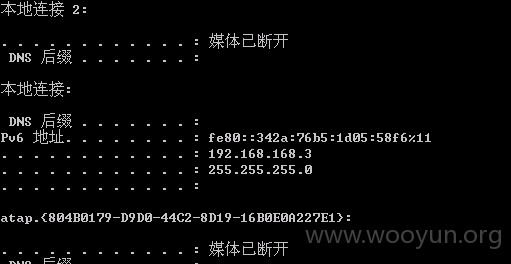 本地连接 2:
. . . . . . . . . . . . : 媒体已断开
DNS 后缀 . . . . . . . :
本地连接:
DNS 后缀 . . . . . . . :
Pv6 地址. . . . . . . . : fe80::342a:76b5:1d05:58f6%11
. . . . . . . . . . . . : 192.168.168.3
. . . . . . . . . . . . : 255.255.255.0
. . . . . . . . . . . . :
atap.{804B0179-D9D0-44C2-8D19-16B0E0A227E1}:
www.wooyun.org
. . . . . . . . . . . . : 媒体已断开
DNS 后缀 . . . . . . . :